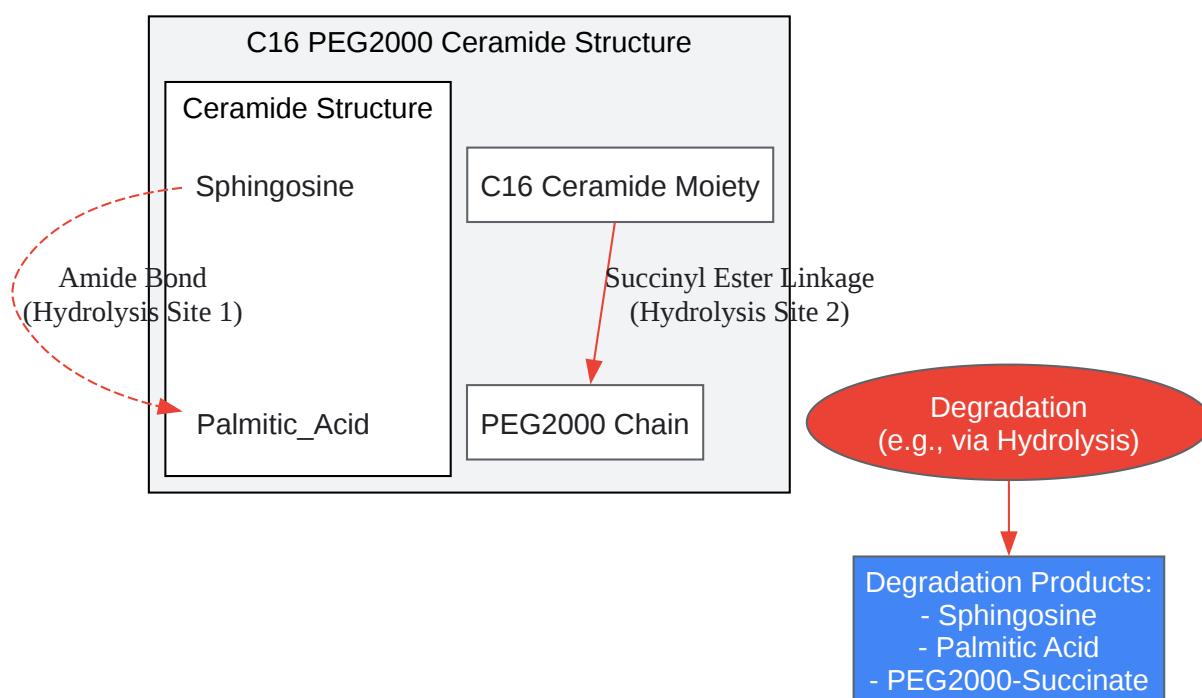 C16 PEG2000 Ceramide Structure
Ceramide Structure
Sphingosine
C16 Ceramide Moiety
Amide Bond
(Hydrolysis Site 1)
Succinyl Ester Linkage
(Hydrolysis Site 2)
Palmitic_Acid
PEG2000 Chain
Degradation
(e.g., via Hydrolysis)
Degradation Products:
- Sphingosine
- Palmitic Acid
- PEG2000-Succinate